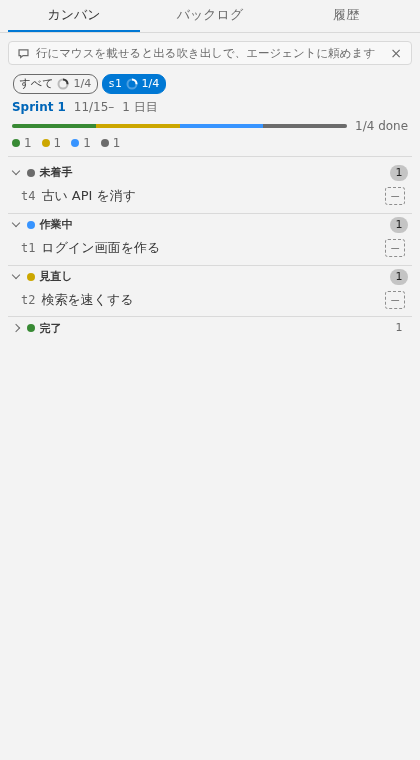 カンバン バックログ 履歴
行にマウスを載せると出る吹き出しで、エージェントに頼めます ×
すべて 1/4 s1 1/4
Sprint 1 11/15– 1 日目
1/4 done
1 1 1 1
未着手 1
t4 古い API を消す –
作業中 1
t1 ログイン画面を作る –
見直し 1
t2 検索を速くする –
完了 1